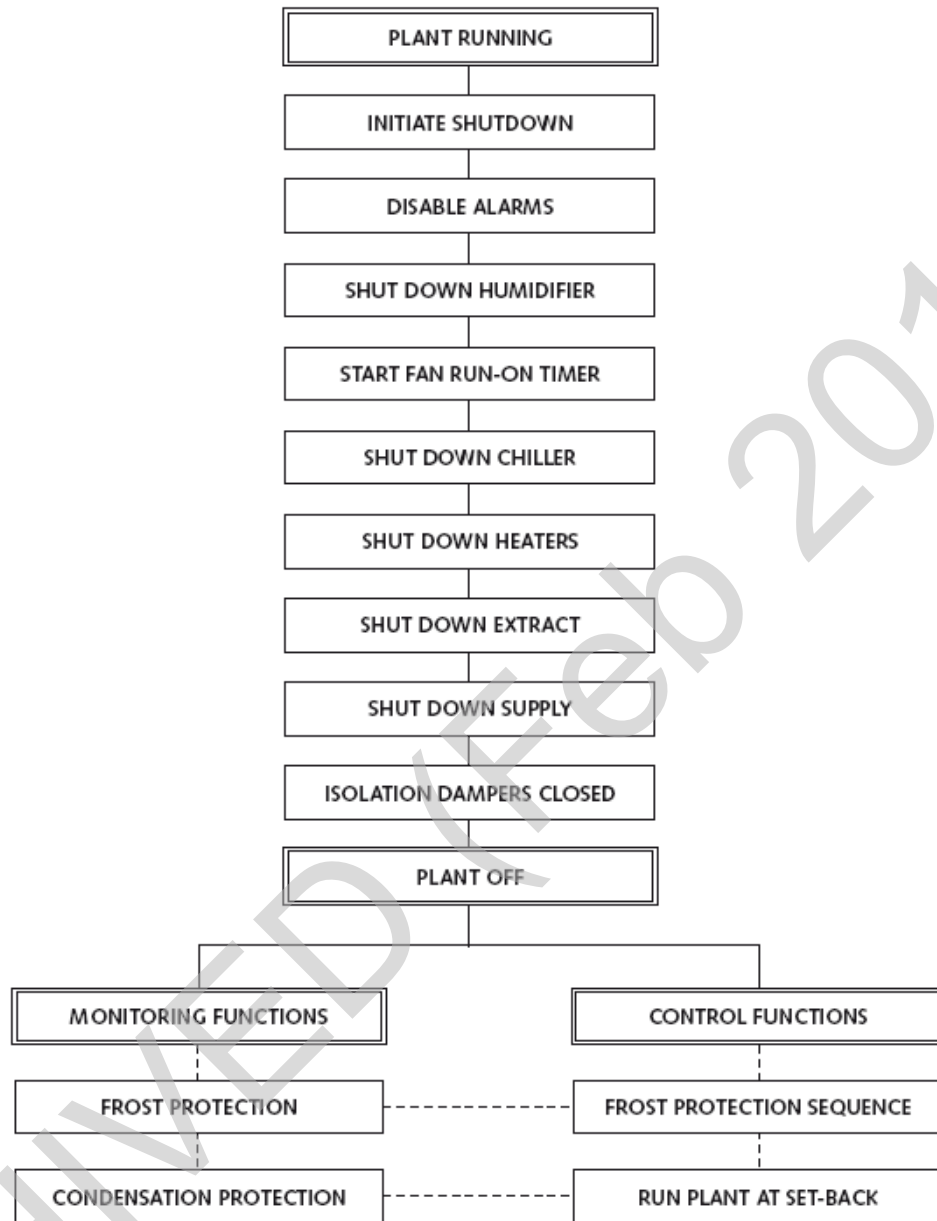 PLANT RUNNING
INITIATE SHUTDOWN
DISABLE ALARMS
SHUT DOWN HUMIDIFIER
START FAN RUN-ON TIMER
SHUT DOWN CHILLER
SHUT DOWN HEATERS
SHUT DOWN EXTRACT
SHUT DOWN SUPPLY
ISOLATION DAMPERS CLOSED
PLANT OFF
MONITORING FUNCTIONS
CONTROL FUNCTIONS
FROST PROTECTION
FROST PROTECTION SEQUENCE
CONDENSATION PROTECTION
RUN PLANT AT SET-BACK
(Feb